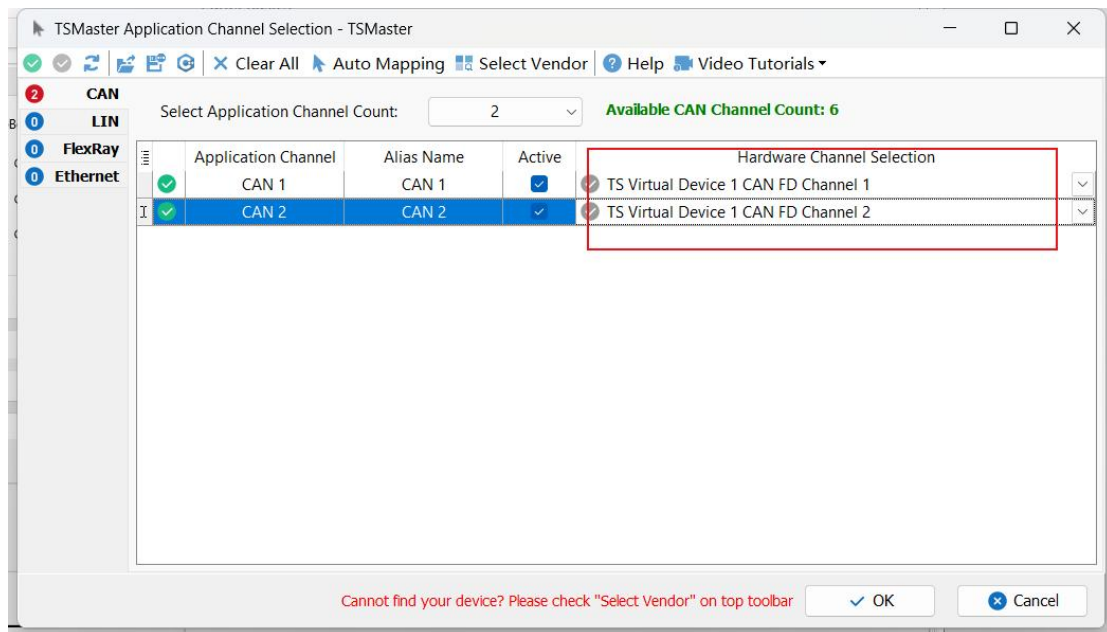 TSMaster Application Channel Selection - TSMaster
Clear All Auto Mapping Select Vendor Help Video Tutorials
2 CAN
0 LIN
0 FlexRay
0 Ethernet
Select Application Channel Count: 2 Available CAN Channel Count: 6
Application Channel Alias Name Active Hardware Channel Selection
CAN 1 CAN 1 TS Virtual Device 1 CAN FD Channel 1
CAN 2 CAN 2 TS Virtual Device 1 CAN FD Channel 2
Cannot find your device? Please check "Select Vendor" on top toolbar OK Cancel